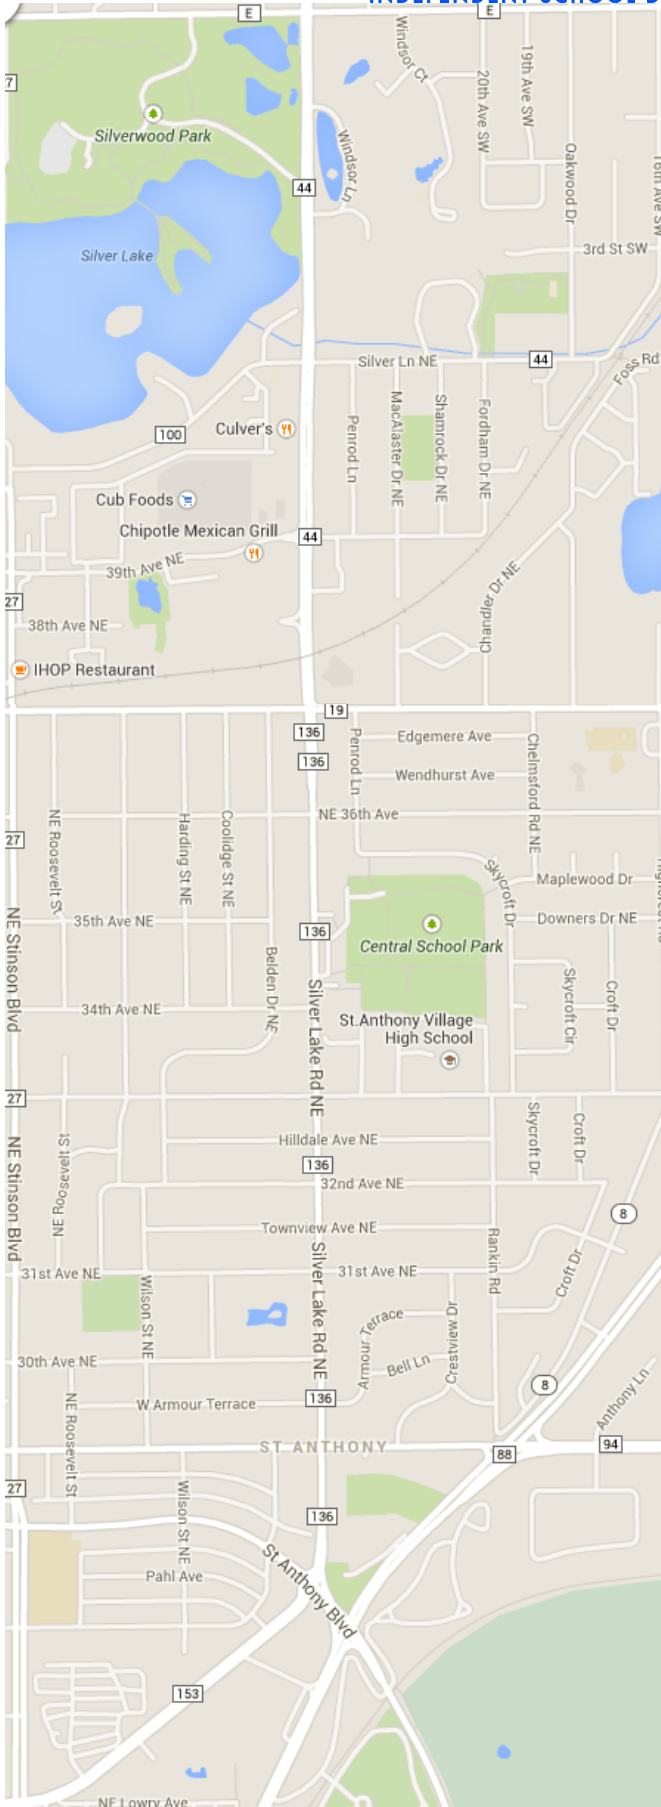 INDEPENDENT SCHOOL D
E
E
27
Windsor Ct
20th Ave SW
19th Ave SW
Silverwood Park
Windsor Ln
Oakwood Dr
16th Ave SW
44
3rd St SW
Silver Lake
Silver Ln NE
44
Foss Rd
Culver's
100
Penrod Ln
MacAlaster Dr NE
Shamrock Dr NE
Fordham Dr NE
Cub Foods
Chipotle Mexican Grill
44
39th Ave NE
Chandler Dr NE
27
38th Ave NE
IHOP Restaurant
19
136
136
Penrod Ln
Edgemere Ave
Wendhurst Ave
Chelmsford Rd NE
NE 36th Ave
27
NE Roosevelt St
Harding St NE
Coolidge St NE
Skycroft Dr
Maplewood Dr
35th Ave NE
136
Central School Park
Downers Dr NE
NE Stinson Blvd
Belden Dr NE
Silver Lake Rd NE
Skycroft Cir
Croft Dr
34th Ave NE
St.Anthony Village
High School
27
NE Roosevelt St
Hilldale Ave NE
Skycroft Dr
Croft Dr
NE Stinson Blvd
136
32nd Ave NE
8
Townview Ave NE
Silver Lake Rd NE
Rankin Rd
31st Ave NE
31st Ave NE
Croft Dr
Wilson St NE
Armour Terrace
Crestview Dr
30th Ave NE
Bell Ln
8
NE Roosevelt St
W Armour Terrace
136
Anthony Ln
ST ANTHONY
88
94
27
Wilson St NE
136
St Anthony Blvd
Pahl Ave
153
NE Lowry Ave